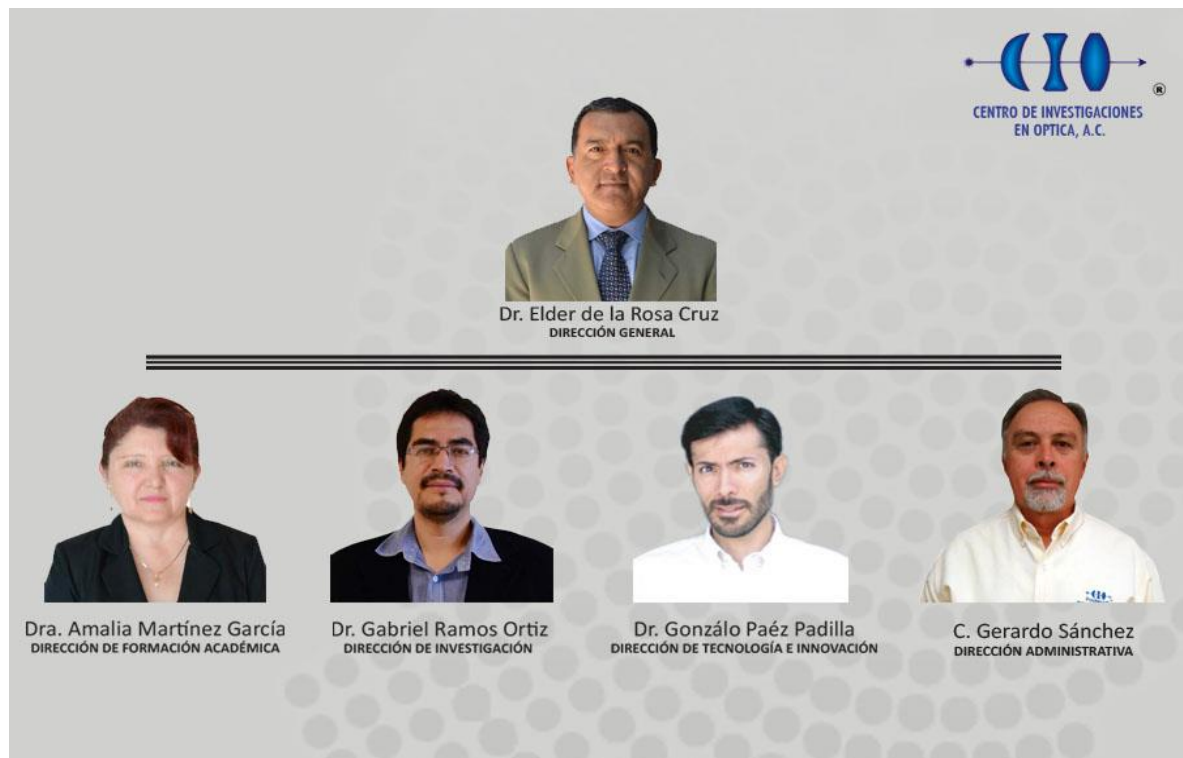 CIO
®
CENTRO DE INVESTIGACIONES
EN OPTICA, A.C.
Dr. Elder de la Rosa Cruz
DIRECCIÓN GENERAL
Dra. Amalia Martínez García
DIRECCIÓN DE FORMACIÓN ACADÉMICA
Dr. Gabriel Ramos Ortiz
DIRECCIÓN DE INVESTIGACIÓN
Dr. Gonzálo Paéz Padilla
DIRECCIÓN DE TECNOLOGÍA E INNOVACIÓN
C. Gerardo Sánchez
DIRECCIÓN ADMINISTRATIVA